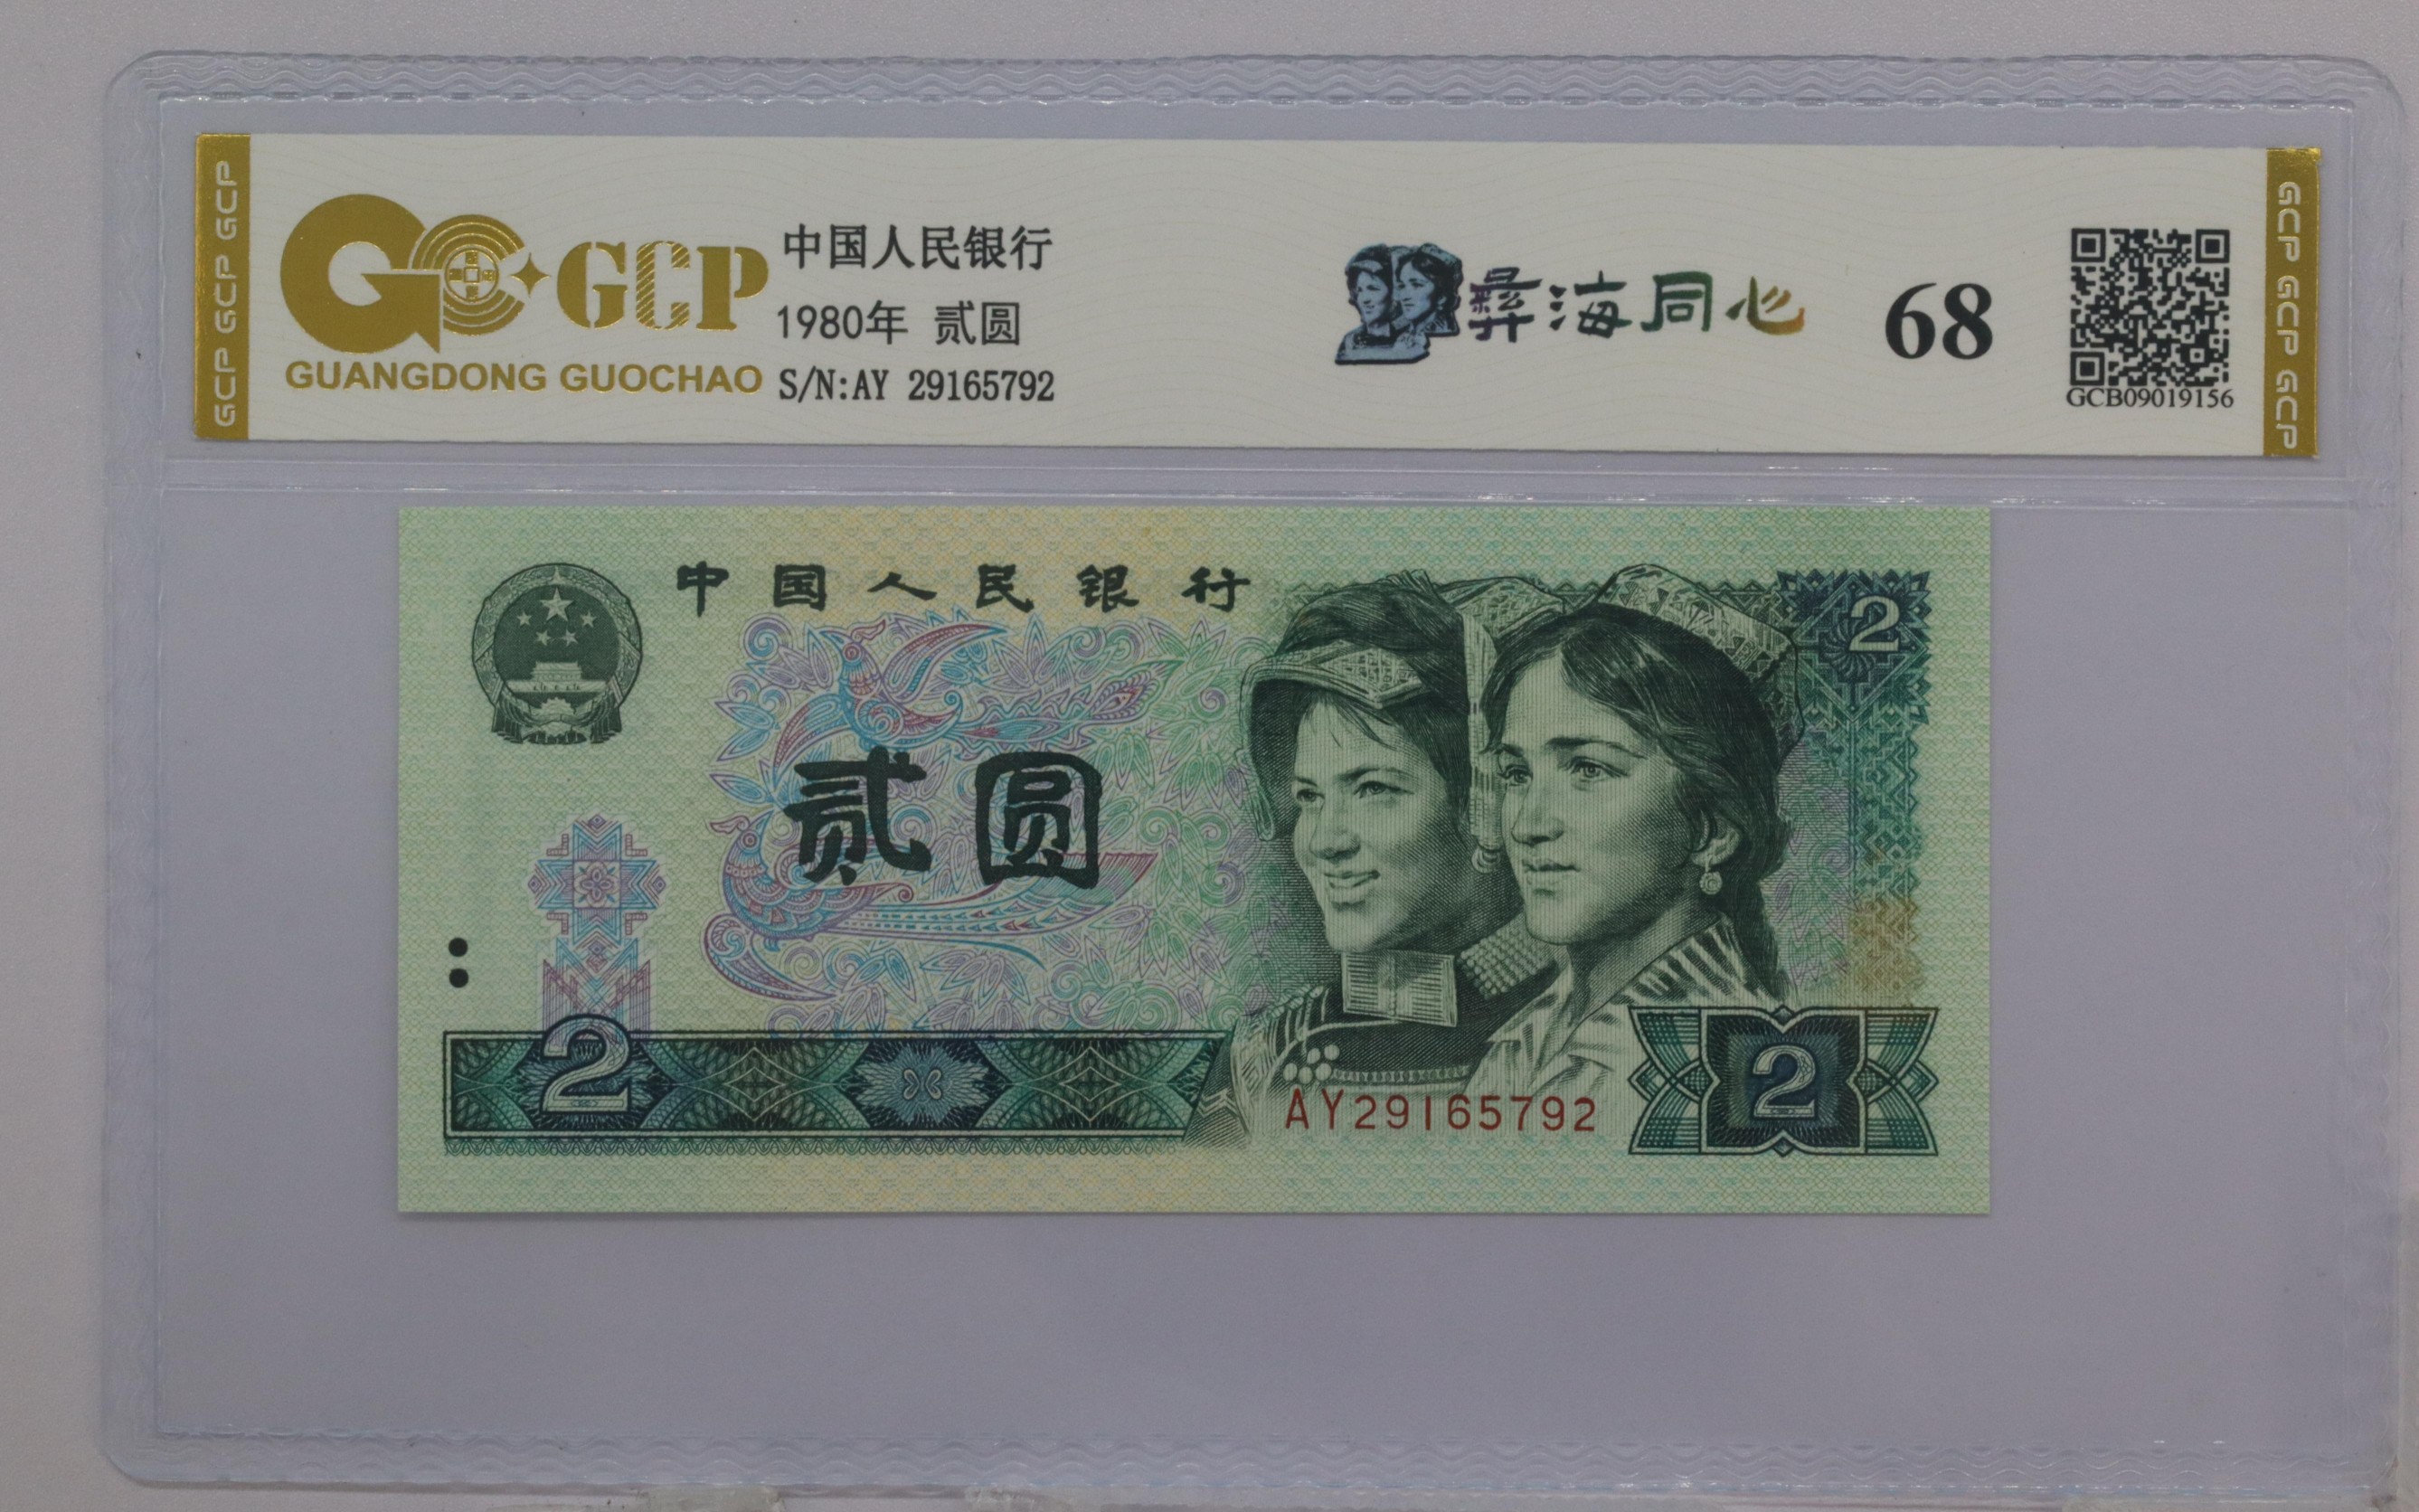 GCP GCP GCP
GCP
GUANGDONG GUOCHAO
中国人民银行
1980年 贰圆
S/N:AY 29165792
彝海同心
68
GCB09019156
GCP GCP GCP
中国人民银行
2
贰圆
2
AY29165792
2